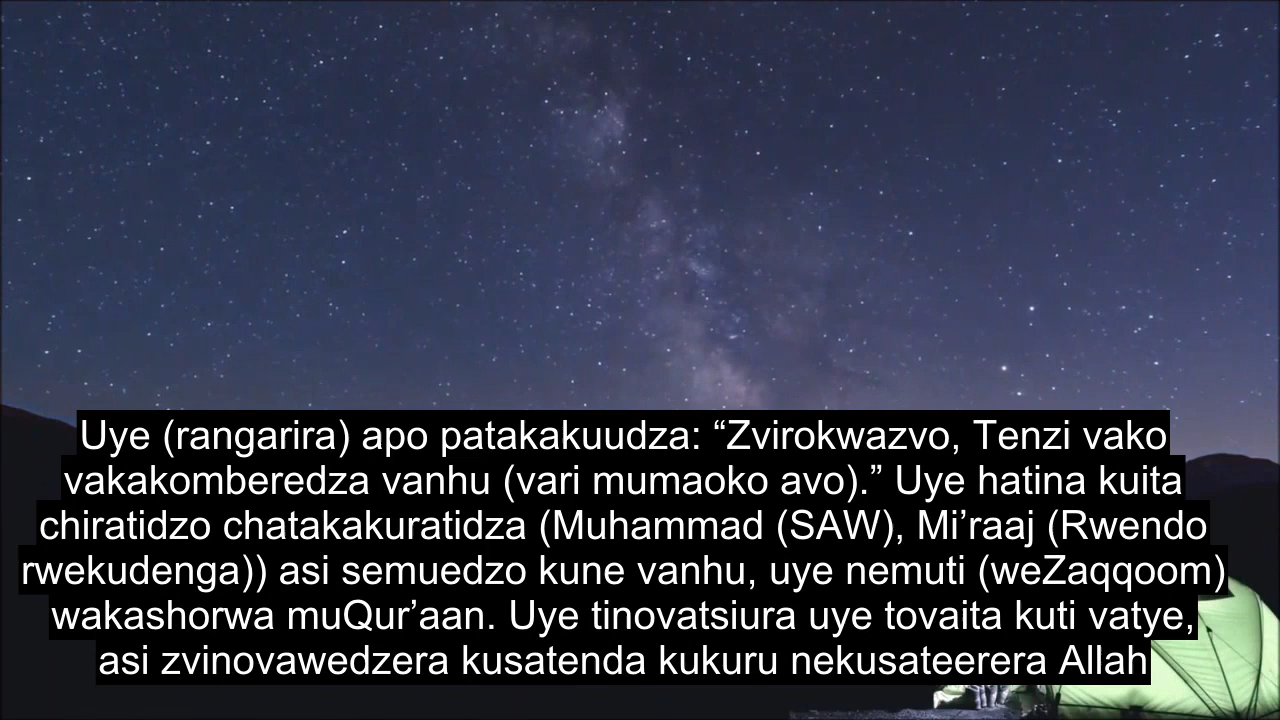 Uye (rangarira) apo patakakuudza: “Zvirokwazvo, Tenzi vako
vakakomberedza vanhu (vari mumaoko avo).” Uye hatina kuita
chiratidzo chatakakuratidza (Muhammad (SAW), Mi’raaj (Rwendo
rwekudenga)) asi semuedzo kune vanhu, uye nemuti (weZaqqoom)
wakashorwa muQur’aan. Uye tinovatsiura uye tovaita kuti vatye,
asi zvinovawedzera kusatenda kukuru nekusateerera Allah